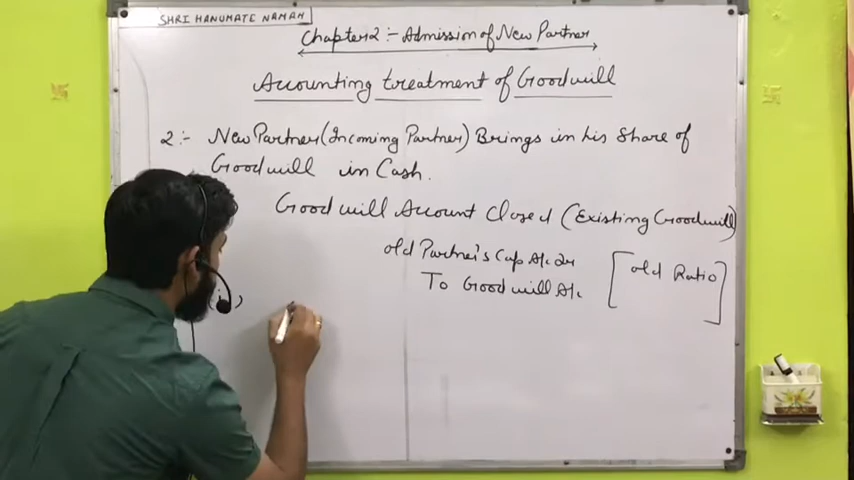 SHRI HANUMATE NAMAH
Chapter 2 :- Admission of New Partner
Accounting treatment of Goodwill
2:- New Partner (Incoming Partner) Brings in his Share of
Goodwill in Cash.
Goodwill Account Closed (Existing Goodwill)
old Partner's Cap A/c Dr
To Goodwill A/c
[old Ratio]